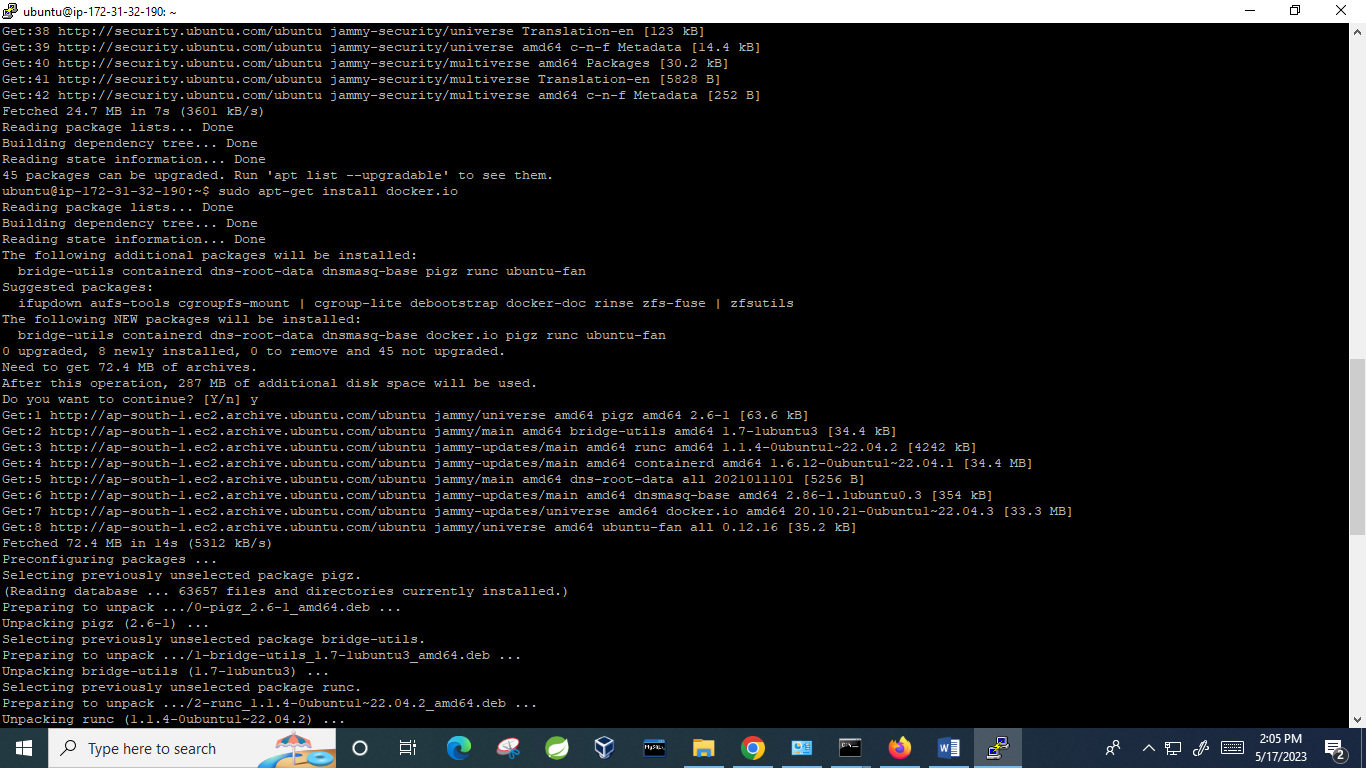 ubuntu@ip-172-31-32-190: ~
Get:38 http://security.ubuntu.com/ubuntu jammy-security/universe Translation-en [123 kB]
Get:39 http://security.ubuntu.com/ubuntu jammy-security/universe amd64 c-n-f Metadata [14.4 kB]
Get:40 http://security.ubuntu.com/ubuntu jammy-security/multiverse amd64 Packages [30.2 kB]
Get:41 http://security.ubuntu.com/ubuntu jammy-security/multiverse Translation-en [5828 B]
Get:42 http://security.ubuntu.com/ubuntu jammy-security/multiverse amd64 c-n-f Metadata [252 B]
Fetched 24.7 MB in 7s (3601 kB/s)
Reading package lists... Done
Building dependency tree... Done
Reading state information... Done
45 packages can be upgraded. Run 'apt list --upgradable' to see them.
ubuntu@ip-172-31-32-190:~$ sudo apt-get install docker.io
Reading package lists... Done
Building dependency tree... Done
Reading state information... Done
The following additional packages will be installed:
  bridge-utils containerd dns-root-data dnsmasq-base pigz runc ubuntu-fan
Suggested packages:
  ifupdown aufs-tools cgroupfs-mount | cgroup-lite debootstrap docker-doc rinse zfs-fuse | zfsutils
The following NEW packages will be installed:
  bridge-utils containerd dns-root-data dnsmasq-base docker.io pigz runc ubuntu-fan
0 upgraded, 8 newly installed, 0 to remove and 45 not upgraded.
Need to get 72.4 MB of archives.
After this operation, 287 MB of additional disk space will be used.
Do you want to continue? [Y/n] y
Get:1 http://ap-south-1.ec2.archive.ubuntu.com/ubuntu jammy/universe amd64 pigz amd64 2.6-1 [63.6 kB]
Get:2 http://ap-south-1.ec2.archive.ubuntu.com/ubuntu jammy/main amd64 bridge-utils amd64 1.7-1ubuntu3 [34.4 kB]
Get:3 http://ap-south-1.ec2.archive.ubuntu.com/ubuntu jammy-updates/main amd64 runc amd64 1.1.4-0ubuntu1~22.04.2 [4242 kB]
Get:4 http://ap-south-1.ec2.archive.ubuntu.com/ubuntu jammy-updates/main amd64 containerd amd64 1.6.12-0ubuntu1~22.04.1 [34.4 MB]
Get:5 http://ap-south-1.ec2.archive.ubuntu.com/ubuntu jammy/main amd64 dns-root-data all 2021011101 [5256 B]
Get:6 http://ap-south-1.ec2.archive.ubuntu.com/ubuntu jammy-updates/main amd64 dnsmasq-base amd64 2.86-1.1ubuntu0.3 [354 kB]
Get:7 http://ap-south-1.ec2.archive.ubuntu.com/ubuntu jammy-updates/universe amd64 docker.io amd64 20.10.21-0ubuntu1~22.04.3 [33.3 MB]
Get:8 http://ap-south-1.ec2.archive.ubuntu.com/ubuntu jammy/universe amd64 ubuntu-fan all 0.12.16 [35.2 kB]
Fetched 72.4 MB in 14s (5312 kB/s)
Preconfiguring packages ...
Selecting previously unselected package pigz.
(Reading database ... 63657 files and directories currently installed.)
Preparing to unpack .../0-pigz_2.6-1_amd64.deb ...
Unpacking pigz (2.6-1) ...
Selecting previously unselected package bridge-utils.
Preparing to unpack .../1-bridge-utils_1.7-1ubuntu3_amd64.deb ...
Unpacking bridge-utils (1.7-1ubuntu3) ...
Selecting previously unselected package runc.
Preparing to unpack .../2-runc_1.1.4-0ubuntu1~22.04.2_amd64.deb ...
Unpacking runc (1.1.4-0ubuntu1~22.04.2) ...
Type here to search
MySQL
2:05 PM
5/17/2023
2